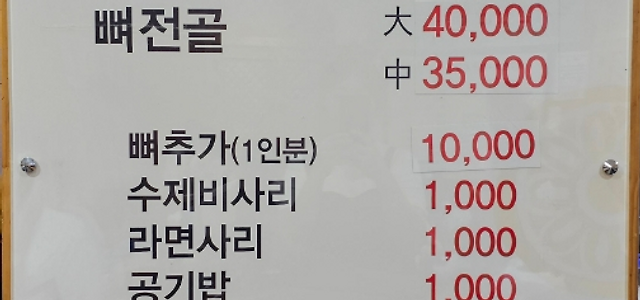 뼈전골 大 40,000
中 35,000
뼈추가(1인분) 10,000
수제비사리 1,000
라면사리 1,000
공기밥 1,000